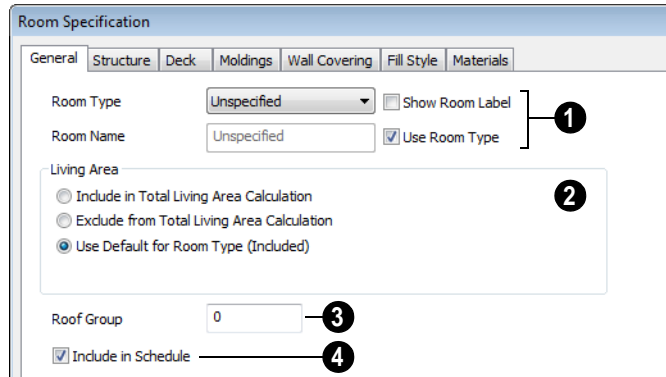 Room Specification
General Structure Deck Moldings Wall Covering Fill Style Materials
Room Type Unspecified Show Room Label
1
Room Name Unspecified Use Room Type
Living Area
2
Include in Total Living Area Calculation
Exclude from Total Living Area Calculation
Use Default for Room Type (Included)
Roof Group 0 3
Include in Schedule 4